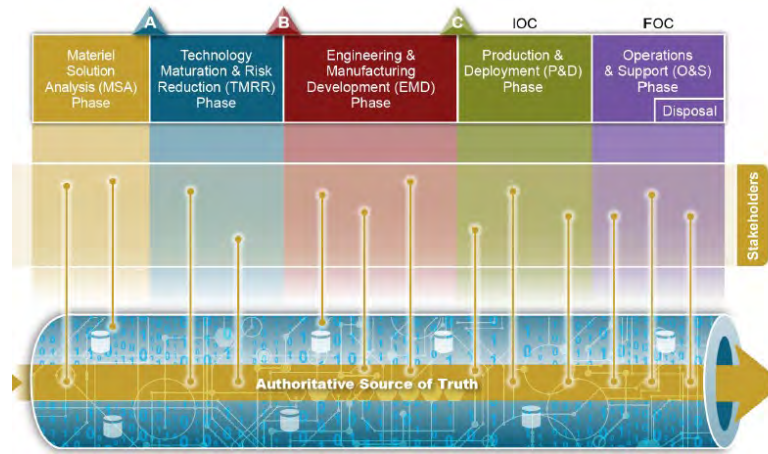 A
B
C
IOC
FOC
Materiel
Solution
Analysis (MSA)
Phase
Technology
Maturation & Risk
Reduction (TMRR)
Phase
Engineering &
Manufacturing
Development (EMD)
Phase
Production &
Deployment (P&D)
Phase
Operations
& Support (O&S)
Phase
Disposal
Stakeholders
Authoritative Source of Truth